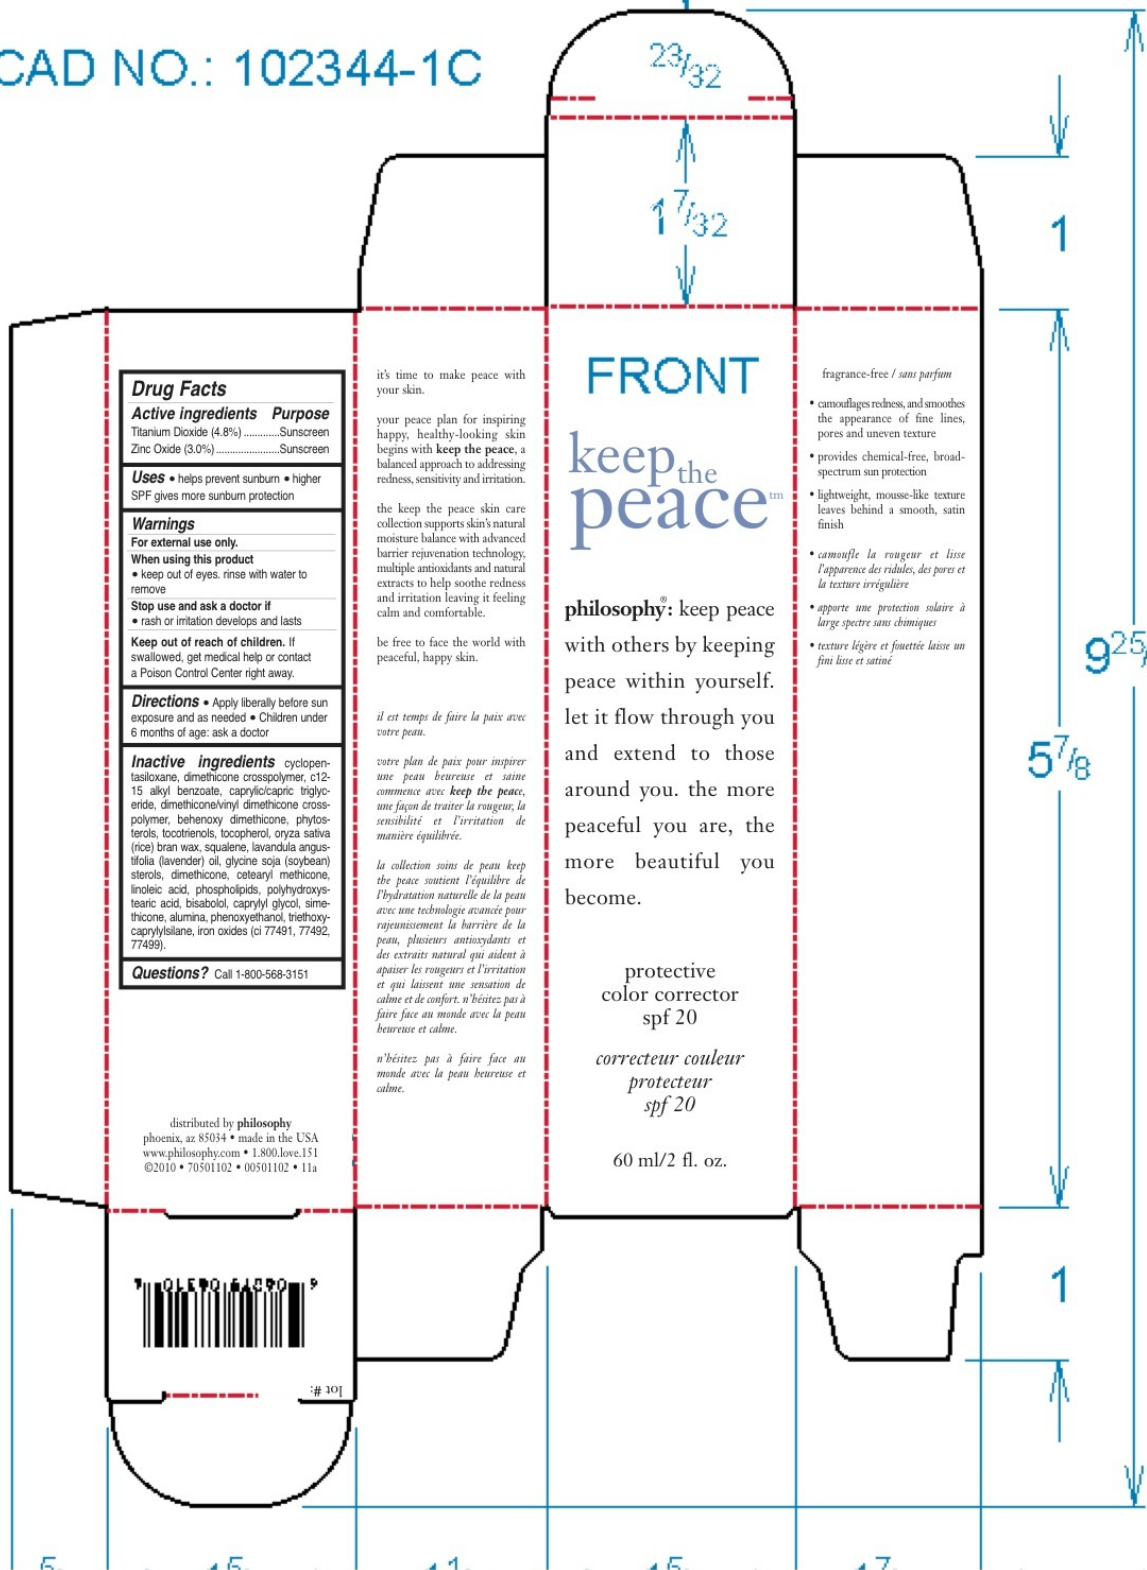 CAD NO.: 102344-1C
23/32
1 7/32
1
Drug Facts
Active ingredients Purpose
Titanium Dioxide (4.8%) .............Sunscreen
Zinc Oxide (3.0%).......................Sunscreen
Uses • helps prevent sunburn • higher
SPF gives more sunburn protection
Warnings
For external use only.
When using this product
• keep out of eyes. rinse with water to
remove
Stop use and ask a doctor if
• rash or irritation develops and lasts
Keep out of reach of children. If
swallowed, get medical help or contact
a Poison Control Center right away.
Directions • Apply liberally before sun
exposure and as needed • Children under
6 months of age: ask a doctor
Inactive ingredients cyclopen-
tasiloxane, dimethicone crosspolymer, c12-
15 alkyl benzoate, caprylic/capric triglyc-
eride, dimethicone/vinyl dimethicone cross-
polymer, behenoxy dimethicone, phytos-
terols, tocotrienols, tocopherol, oryza sativa
(rice) bran wax, squalene, lavandula angus-
tifolia (lavender) oil, glycine soja (soybean)
sterols, dimethicone, cetearyl methicone,
linoleic acid, phospholipids, polyhydroxys-
tearic acid, bisabolol, caprylyl glycol, sime-
thicone, alumina, phenoxyethanol, triethoxy-
caprylylsilane, iron oxides (ci 77491, 77492,
77499).
Questions? Call 1-800-568-3151
distributed by philosophy
phoenix, az 85034 • made in the USA
www.philosophy.com • 1.800.love.151
©2010 • 70501102 • 00501102 • 11a
lot #:
it's time to make peace with
your skin.
your peace plan for inspiring
happy, healthy-looking skin
begins with keep the peace, a
balanced approach to addressing
redness, sensitivity and irritation.
the keep the peace skin care
collection supports skin's natural
moisture balance with advanced
barrier rejuvenation technology,
multiple antioxidants and natural
extracts to help soothe redness
and irritation leaving it feeling
calm and comfortable.
be free to face the world with
peaceful, happy skin.
il est temps de faire la paix avec
votre peau.
votre plan de paix pour inspirer
une peau heureuse et saine
commence avec keep the peace,
une façon de traiter la rougeur, la
sensibilité et l'irritation de
manière équilibrée.
la collection soins de peau keep
the peace soutient l'équilibre de
l'hydratation naturelle de la peau
avec une technologie avancée pour
rajeunissement la barrière de la
peau, plusieurs antioxydants et
des extraits natural qui aident à
apaiser les rougeurs et l'irritation
et qui laissent une sensation de
calme et de confort. n'hésitez pas à
faire face au monde avec la peau
heureuse et calme.
n'hésitez pas à faire face au
monde avec la peau heureuse et
calme.
FRONT
keep the
peace™
philosophy®: keep peace
with others by keeping
peace within yourself.
let it flow through you
and extend to those
around you. the more
peaceful you are, the
more beautiful you
become.
protective
color corrector
spf 20
correcteur couleur
protecteur
spf 20
60 ml/2 fl. oz.
fragrance-free / sans parfum
• camouflages redness, and smoothes
the appearance of fine lines,
pores and uneven texture
• provides chemical-free, broad-
spectrum sun protection
• lightweight, mousse-like texture
leaves behind a smooth, satin
finish
• camoufle la rougeur et lisse
l'apparence des ridules, des pores et
la texture irrégulière
• apporte une protection solaire à
large spectre sans chimiques
• texture légère et fouettée laisse un
fini lisse et satiné
5 7/8
9 25/
1